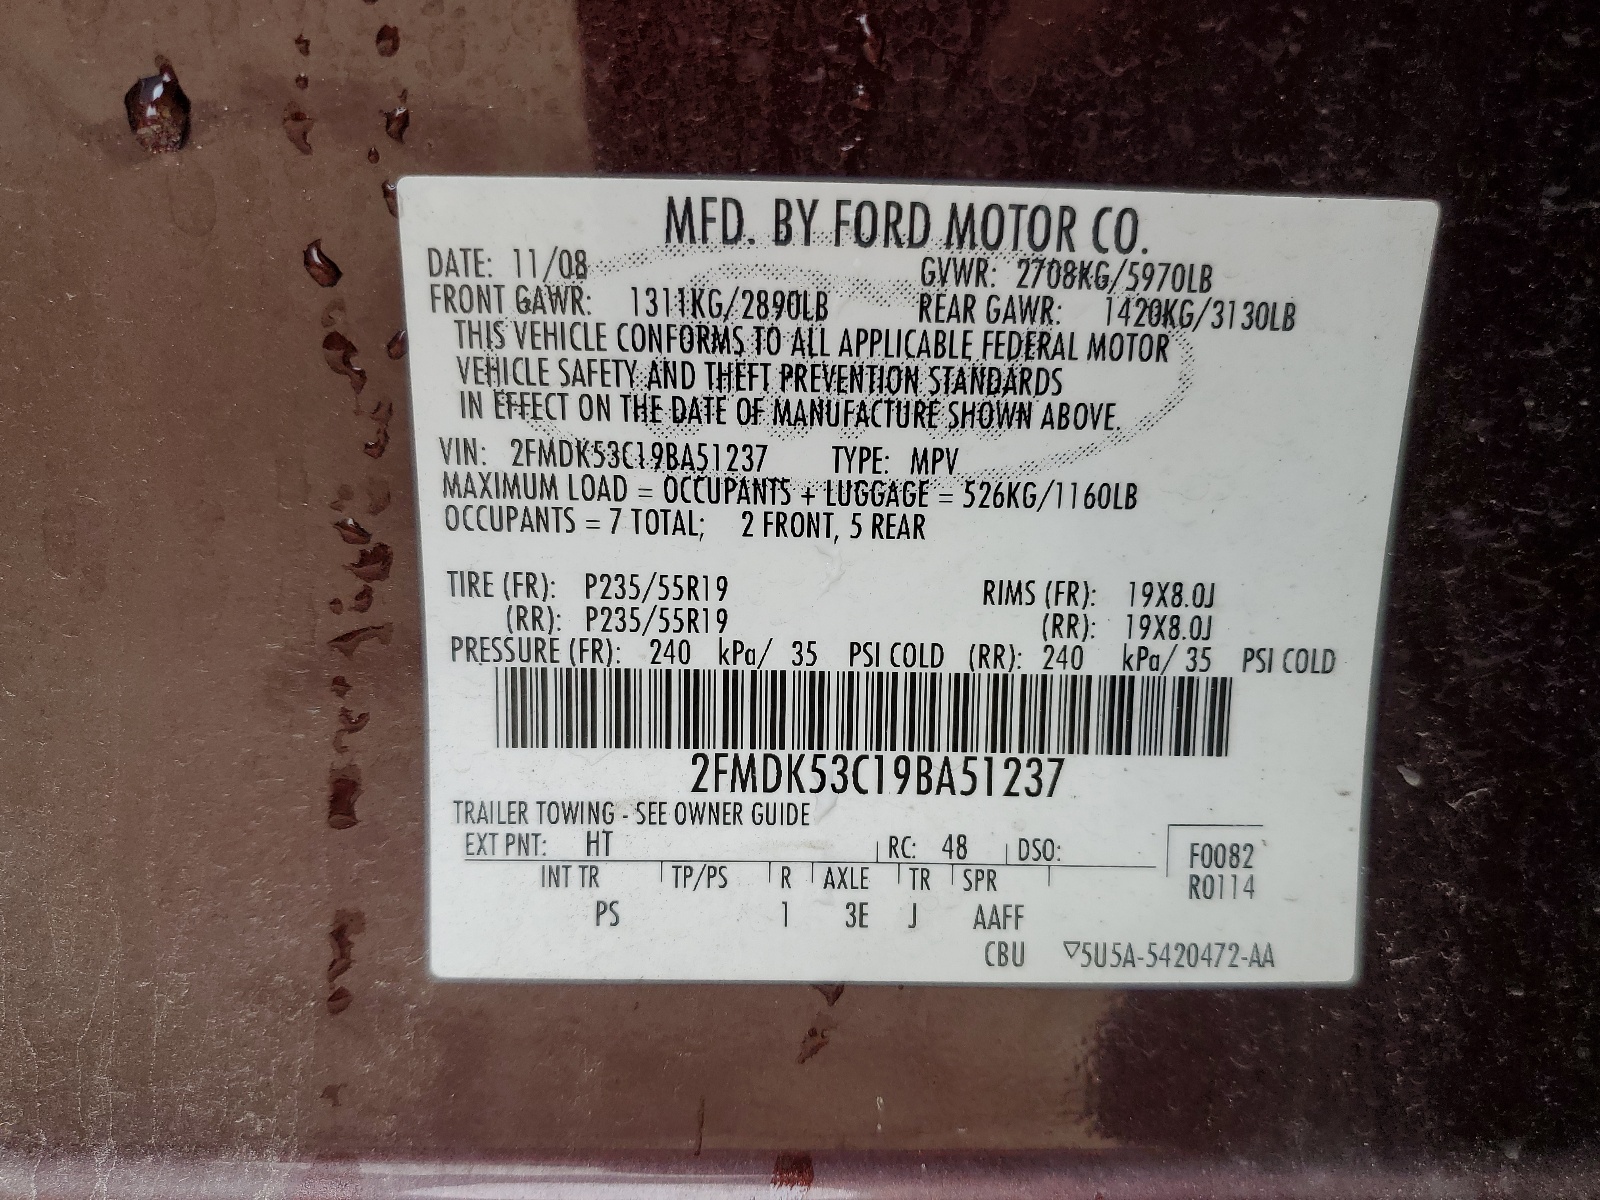 MFD. BY FORD MOTOR CO.
DATE: 11/08 GVWR: 2708KG/5970LB
FRONT GAWR: 1311KG/2890LB REAR GAWR: 1420KG/3130LB
THIS VEHICLE CONFORMS TO ALL APPLICABLE FEDERAL MOTOR
VEHICLE SAFETY AND THEFT PREVENTION STANDARDS
IN EFFECT ON THE DATE OF MANUFACTURE SHOWN ABOVE.
VIN: 2FMDK53C19BA51237 TYPE: MPV
MAXIMUM LOAD = OCCUPANTS + LUGGAGE = 526KG/1160LB
OCCUPANTS = 7 TOTAL; 2 FRONT, 5 REAR
TIRE (FR): P235/55R19 RIMS (FR): 19X8.0J
(RR): P235/55R19 (RR): 19X8.0J
PRESSURE (FR): 240 kPa/ 35 PSI COLD (RR): 240 kPa/ 35 PSI COLD
2FMDK53C19BA51237
TRAILER TOWING - SEE OWNER GUIDE
EXT PNT: HT RC: 48 DSO: F0082
INT TR TP/PS R AXLE TR SPR R0114
PS 1 3E J AAFF
CBU ▽5U5A-5420472-AA